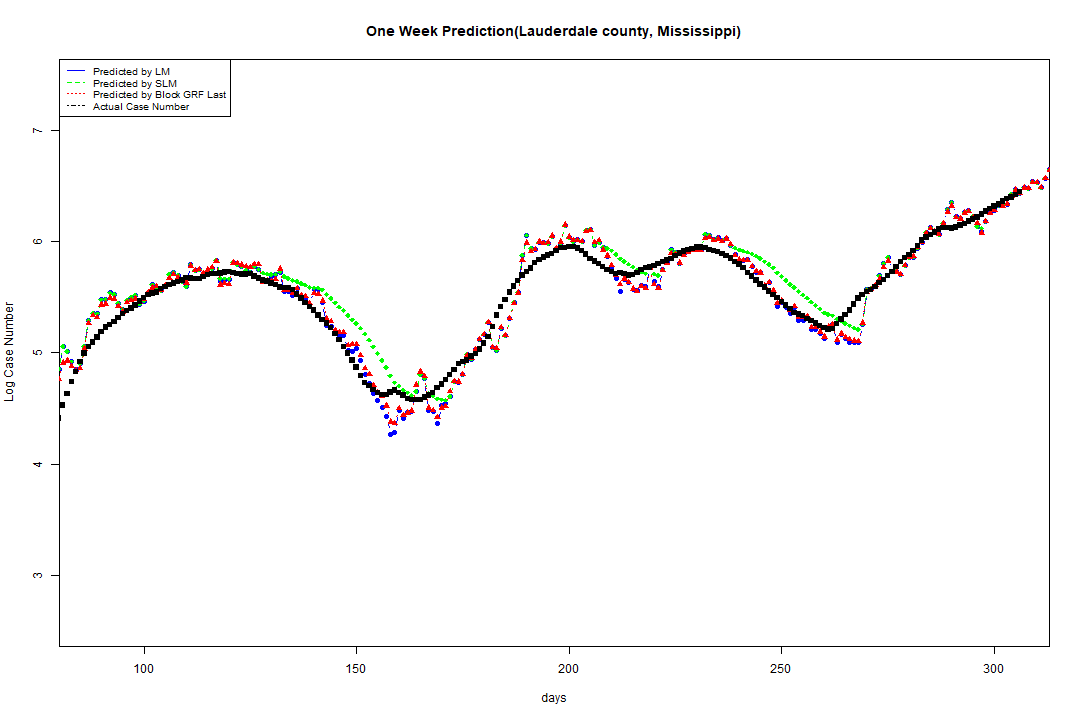 One Week Prediction(Lauderdale county, Mississippi)
Predicted by LM
Predicted by SLM
Predicted by Block GRF Last
Actual Case Number
7
6
5
4
3
Log Case Number
100 150 200 250 300
days